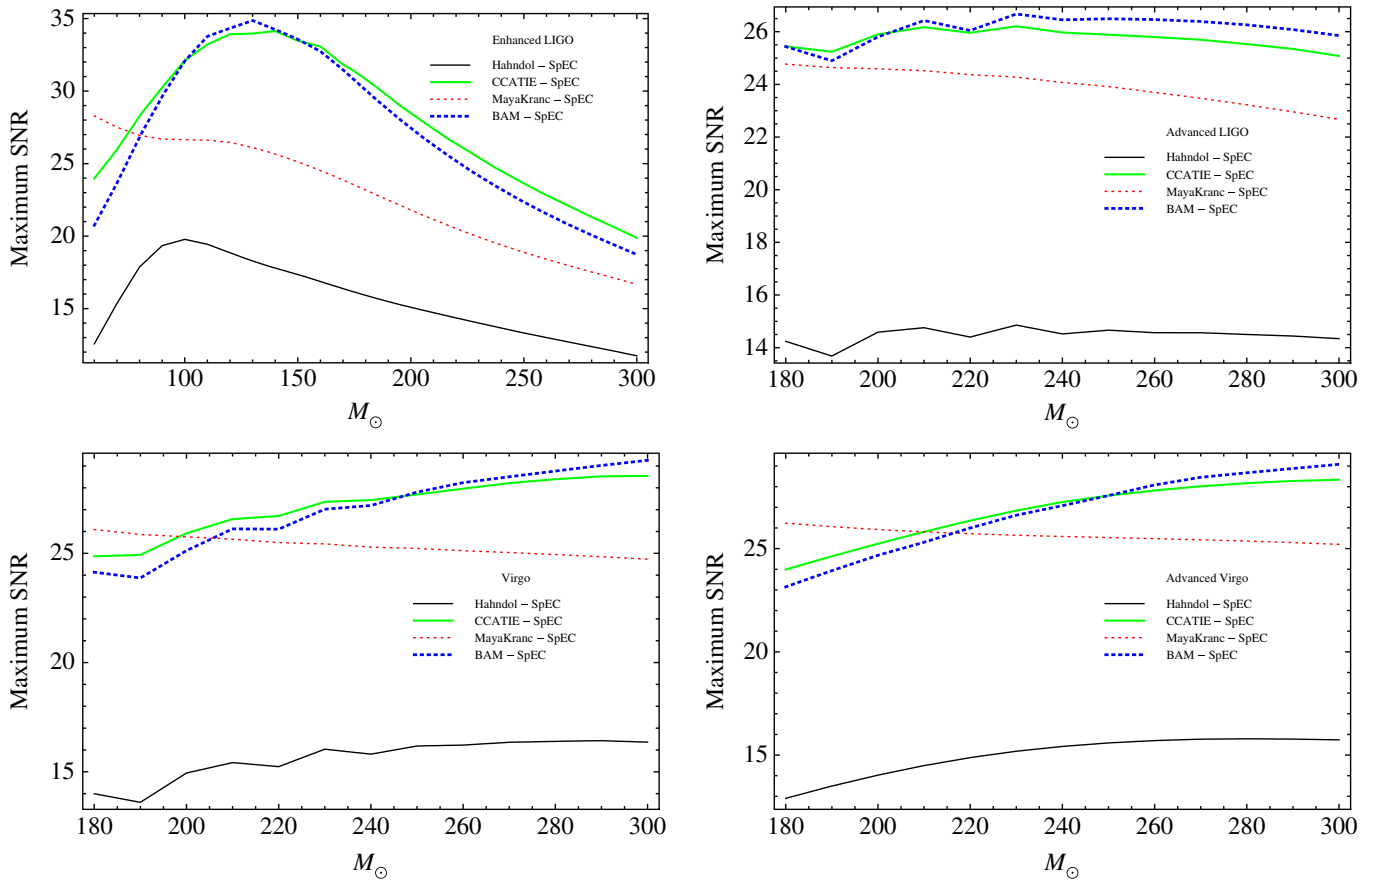 Maximum SNR
35
30
25
20
15
Enhanced LIGO
Hahndol – SpEC
CCATIE – SpEC
MayaKranc – SpEC
BAM – SpEC
100 150 200 250 300
M⊙
Maximum SNR
26
24
22
20
18
16
14
Advanced LIGO
Hahndol – SpEC
CCATIE – SpEC
MayaKranc – SpEC
BAM – SpEC
180 200 220 240 260 280 300
M⊙
Maximum SNR
25
20
15
Virgo
Hahndol – SpEC
CCATIE – SpEC
MayaKranc – SpEC
BAM – SpEC
180 200 220 240 260 280 300
M⊙
Maximum SNR
25
20
15
Advanced Virgo
Hahndol – SpEC
CCATIE – SpEC
MayaKranc – SpEC
BAM – SpEC
180 200 220 240 260 280 300
M⊙